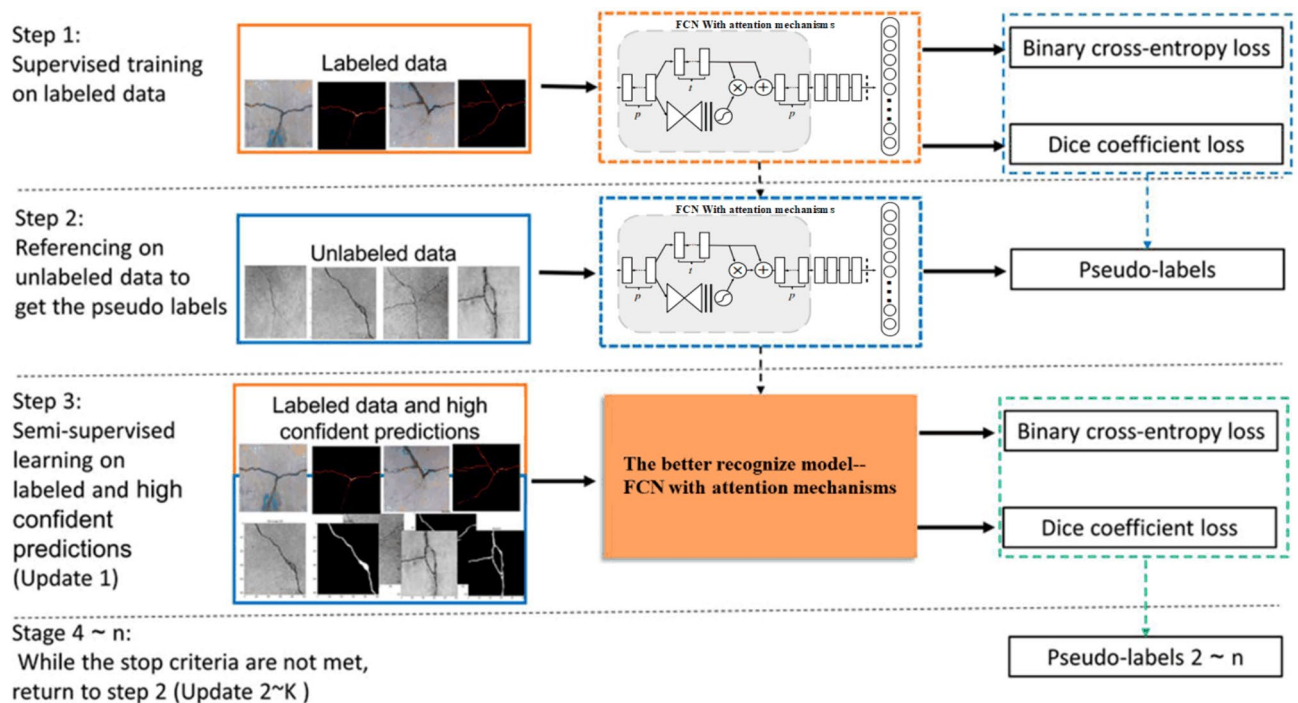 Step 1:
Supervised training
on labeled data
Labeled data
FCN With attention mechanisms
t
p
p
Binary cross-entropy loss
Dice coefficient loss
Step 2:
Referencing on
unlabeled data to
get the pseudo labels
Unlabeled data
FCN With attention mechanisms
t
p
p
Pseudo-labels
Step 3:
Semi-supervised
learning on
labeled and high
confident
predictions
(Update 1)
Labeled data and high
confident predictions
The better recognize model--
FCN with attention mechanisms
Binary cross-entropy loss
Dice coefficient loss
Stage 4 ~ n:
While the stop criteria are not met,
return to step 2 (Update 2~K )
Pseudo-labels 2 ~ n